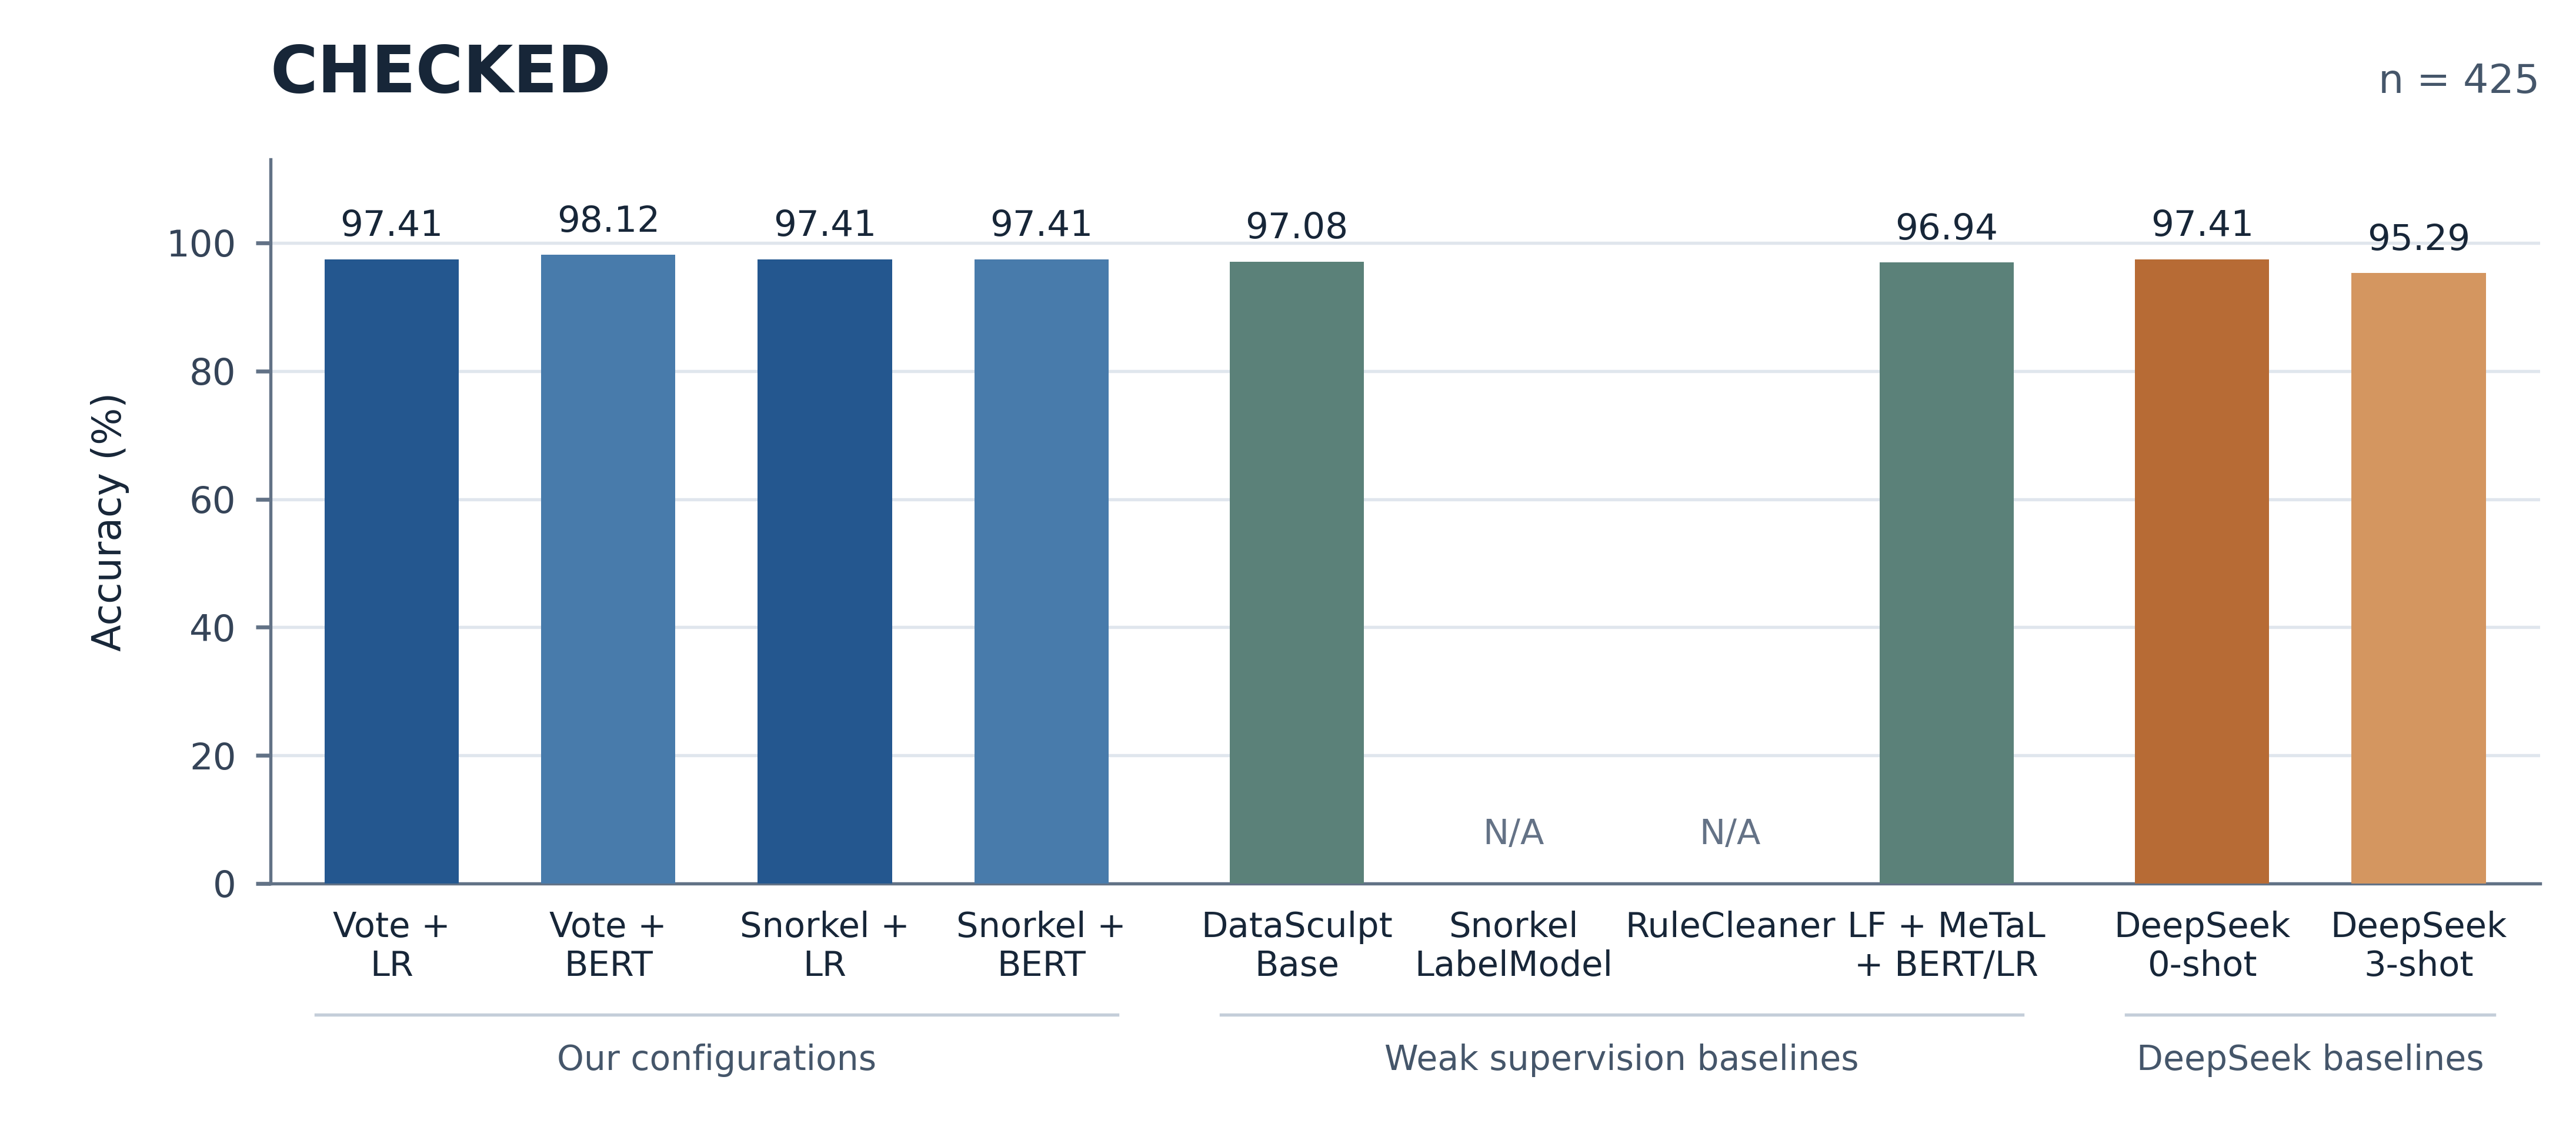 CHECKED
n = 425
Accuracy (%)
100
80
60
40
20
0
97.41
98.12
97.41
97.41
97.08
N/A
N/A
96.94
97.41
95.29
Vote +
LR
Vote +
BERT
Snorkel +
LR
Snorkel +
BERT
DataSculpt
Base
Snorkel
LabelModel
RuleCleaner
LF + MeTaL
+ BERT/LR
DeepSeek
0-shot
DeepSeek
3-shot
Our configurations
Weak supervision baselines
DeepSeek baselines